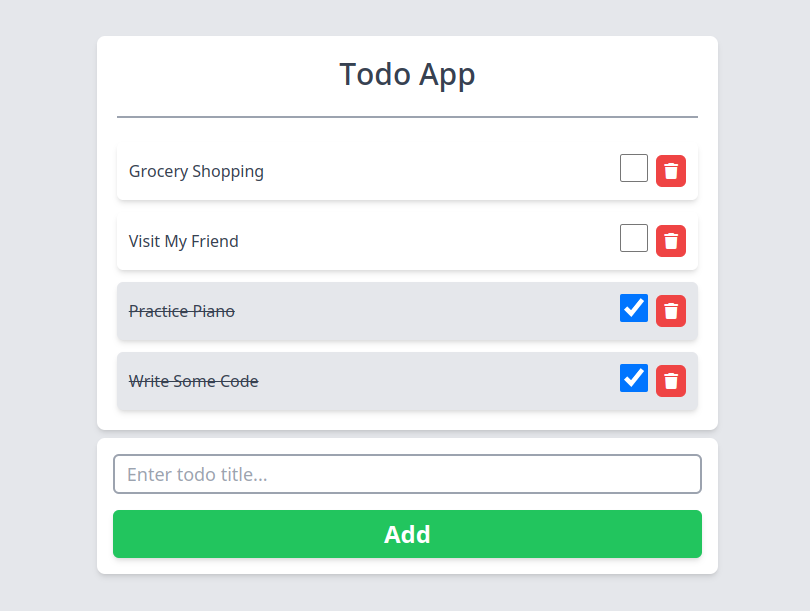 Todo App
Grocery Shopping
Visit My Friend
Practice Piano
Write Some Code
Enter todo title...
Add